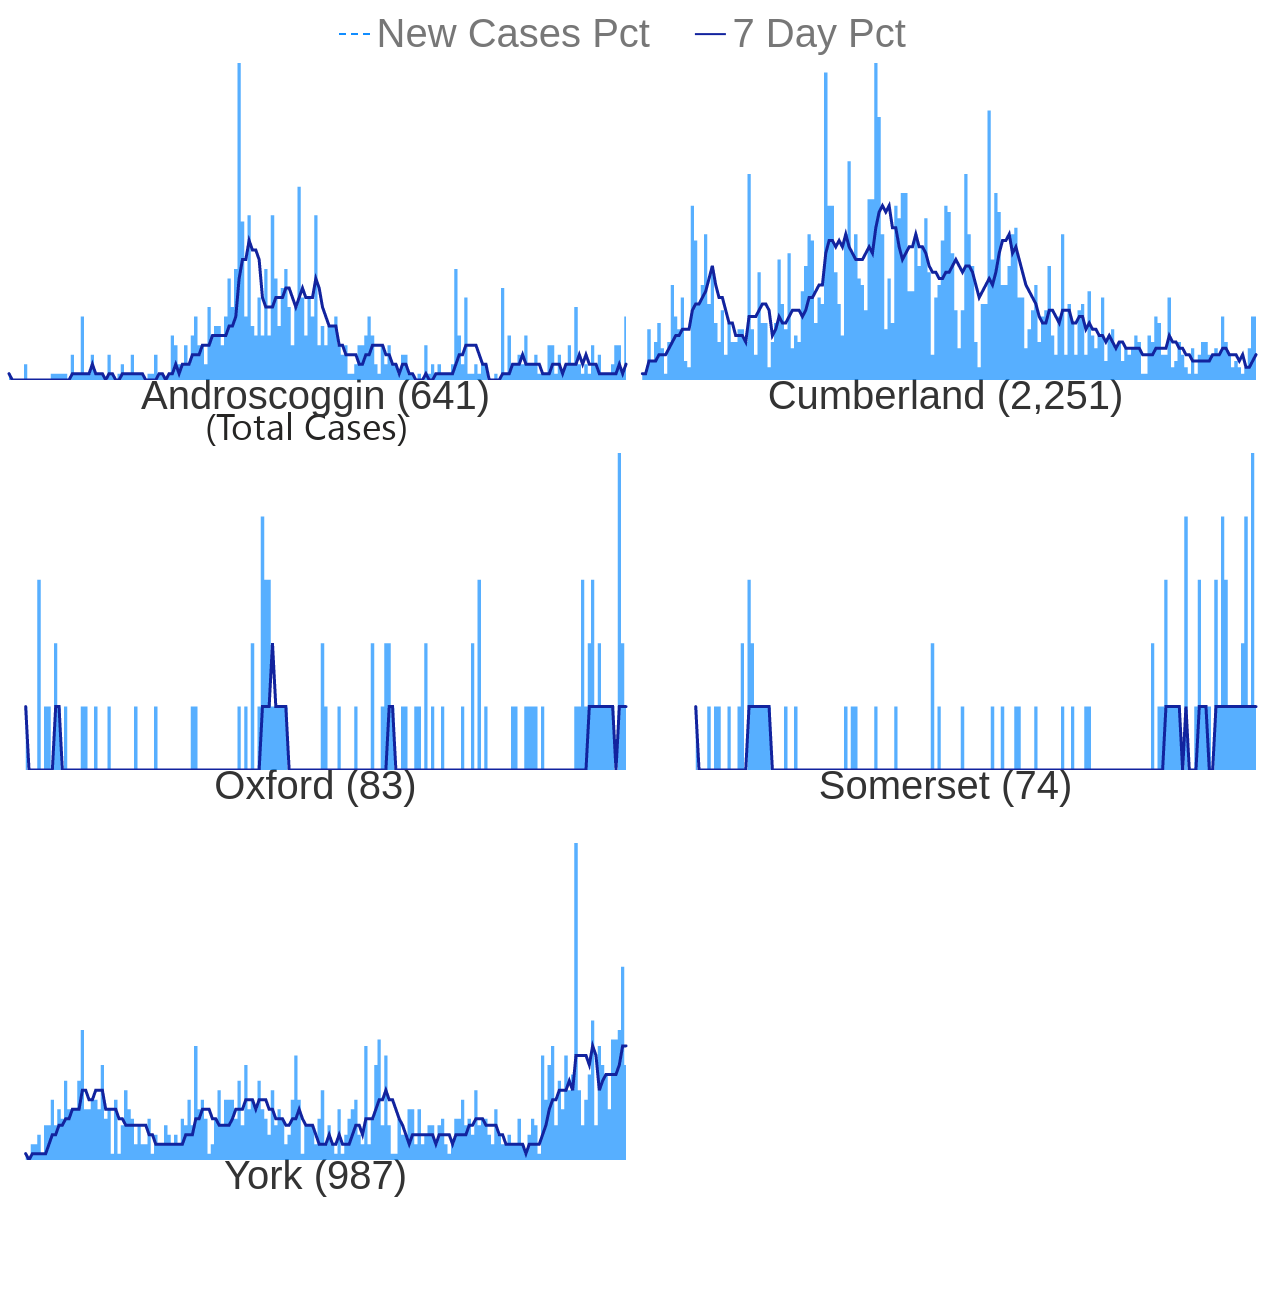 New Cases Pct 7 Day Pct
Androscoggin (641)
(Total Cases)
Cumberland (2,251)
Oxford (83)
Somerset (74)
York (987)